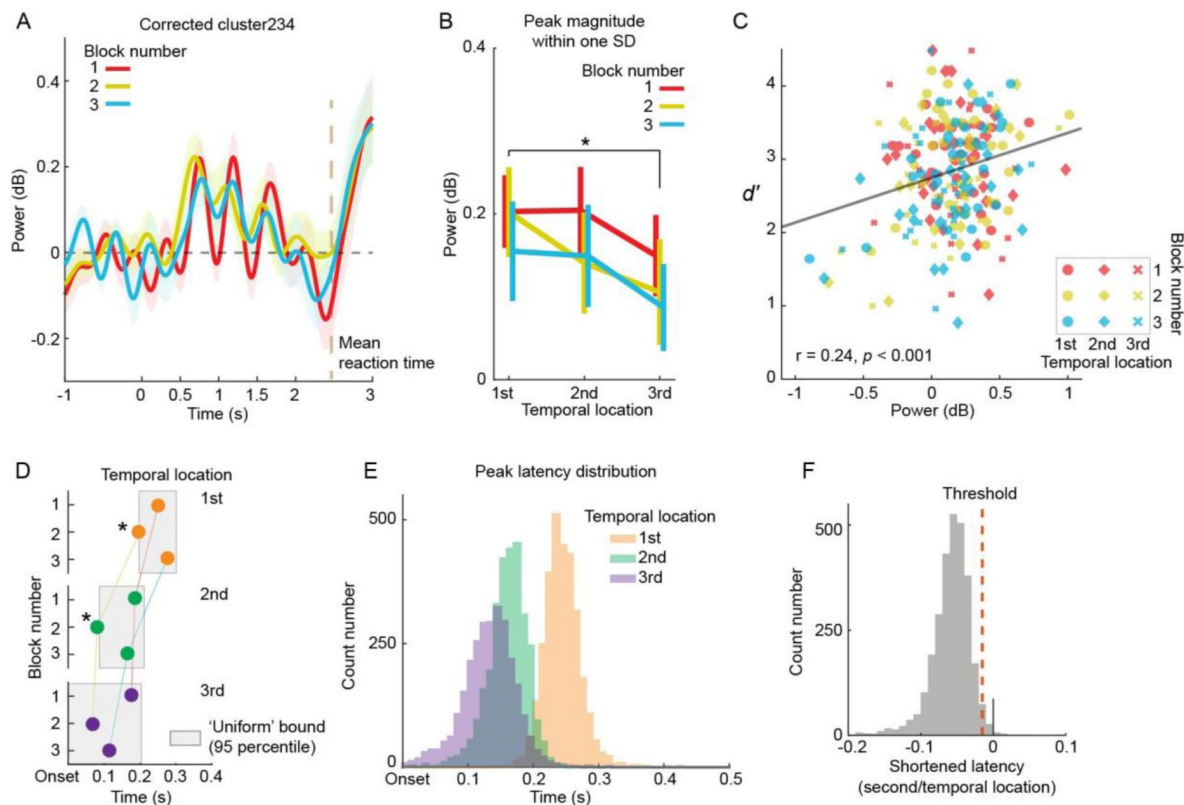 A
Corrected cluster234
Block number
1
2
3
0.4
0.2
0
-0.2
Power (dB)
-1
0
1
2
3
Time (s)
Mean
reaction time
B
Peak magnitude
within one SD
Block number
1
2
3
*
0.4
0.2
0
Power (dB)
1st
2nd
3rd
Temporal location
C
4
3
2
1
0
d'
r = 0.24, p < 0.001
-1
-0.5
0
0.5
1
Power (dB)
1
2
3
Block number
1st 2nd 3rd
Temporal location
D
Temporal location
1st
1
2
3
*
2nd
1
2
3
*
3rd
1
2
3
Block number
'Uniform' bound
(95 percentile)
Onset
0.1
0.2
0.3
0.4
Time (s)
E
Peak latency distribution
Temporal location
1st
2nd
3rd
500
250
0
Count number
Onset
0.1
0.2
0.3
0.4
0.5
Time (s)
F
Threshold
500
250
0
Count number
-0.2
-0.10
0
0.1
Shortened latency
(second/temporal location)